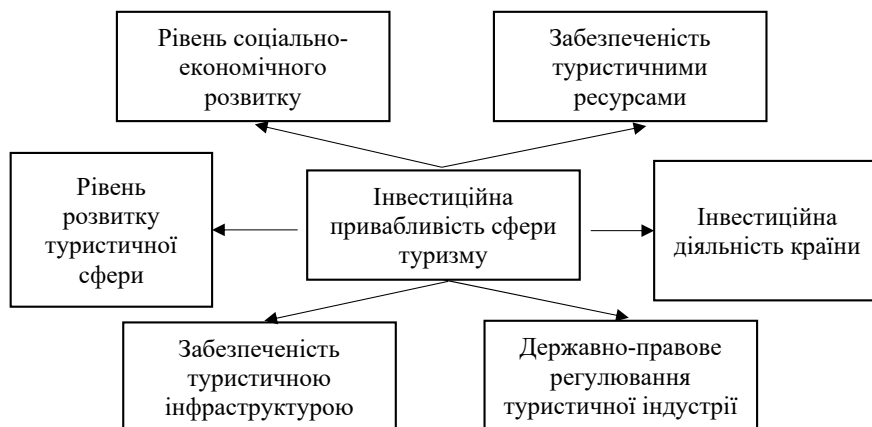 Рівень соціально-
економічного
розвитку
Забезпеченість
туристичними
ресурсами
Рівень
розвитку
туристичної
сфери
Інвестиційна
привабливість сфери
туризму
Інвестиційна
діяльність країни
Забезпеченість
туристичною
інфраструктурою
Державно-правове
регулювання
туристичної індустрії